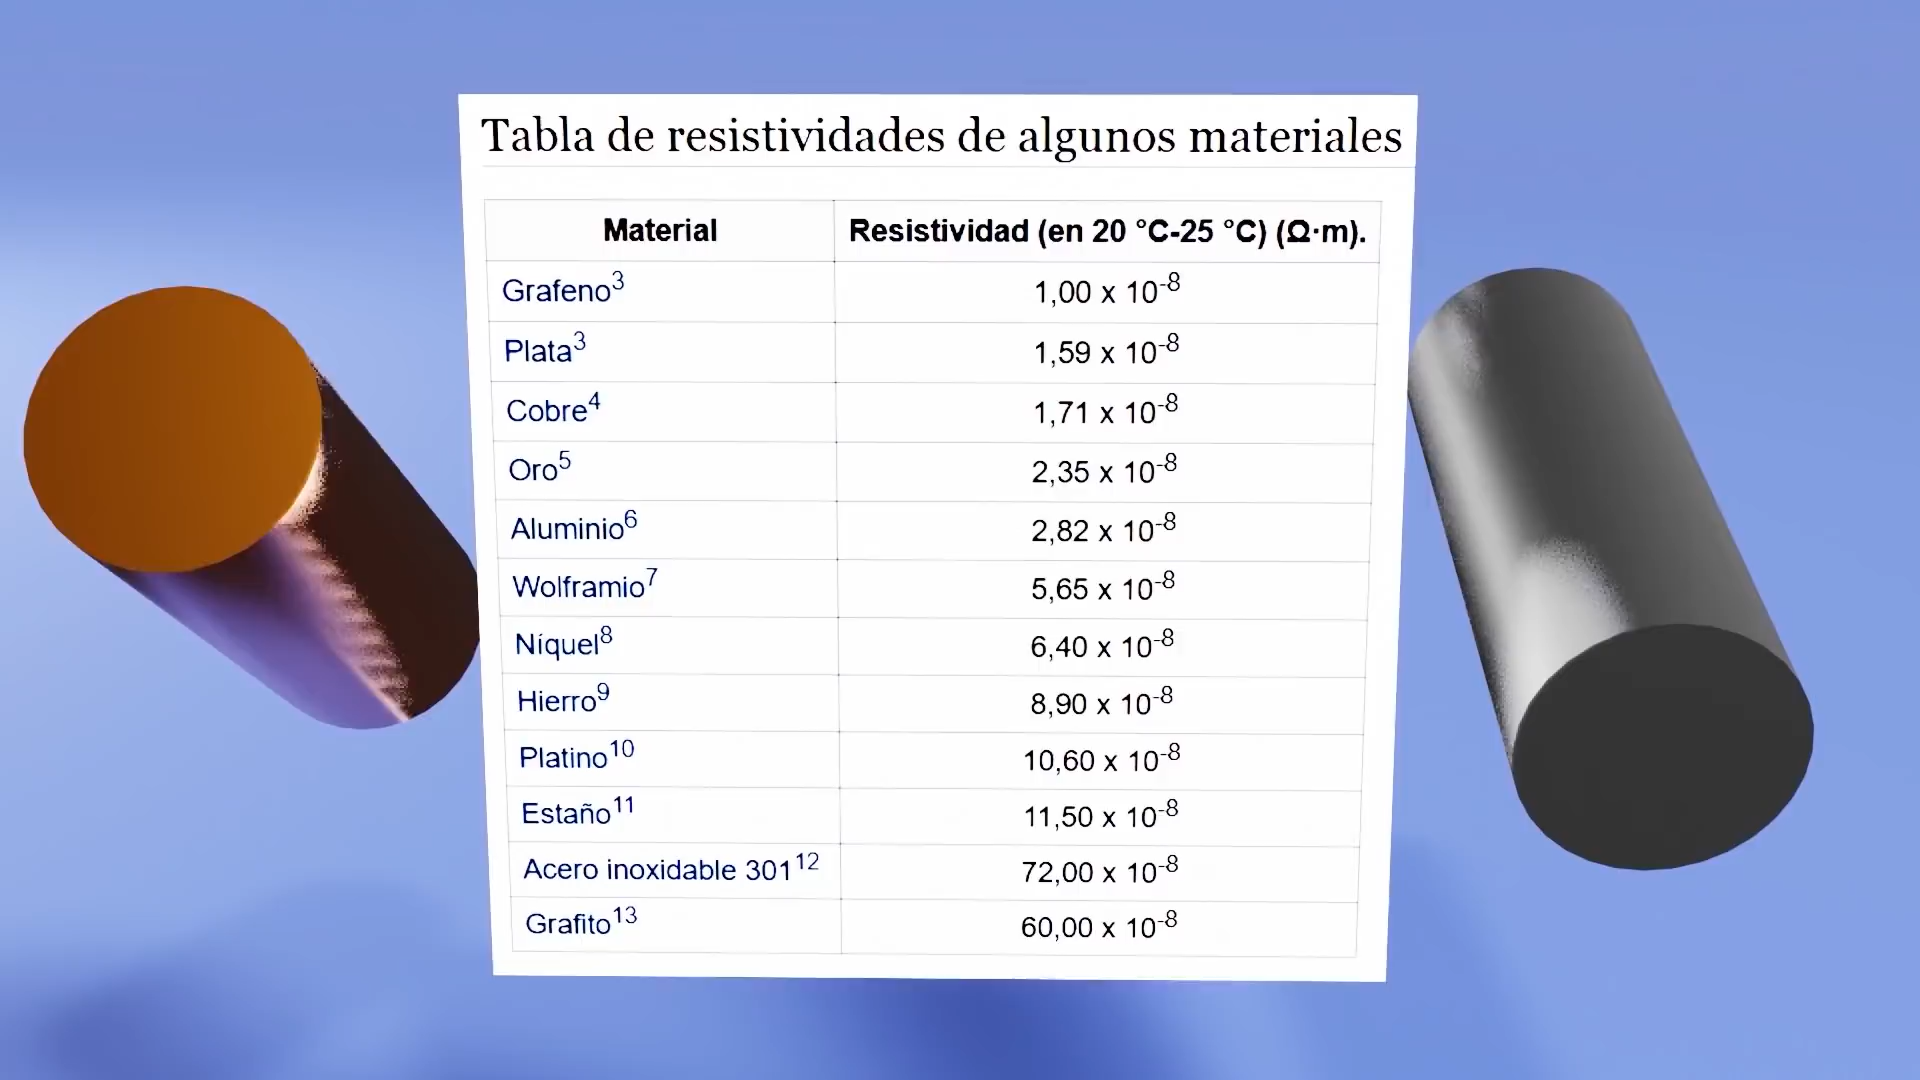 Tabla de resistividades de algunos materiales
Material Resistividad (en 20 °C-25 °C) (Ω·m).
Grafeno³ 1,00 x 10⁻⁸
Plata³ 1,59 x 10⁻⁸
Cobre⁴ 1,71 x 10⁻⁸
Oro⁵ 2,35 x 10⁻⁸
Aluminio⁶ 2,82 x 10⁻⁸
Wolframio⁷ 5,65 x 10⁻⁸
Níquel⁸ 6,40 x 10⁻⁸
Hierro⁹ 8,90 x 10⁻⁸
Platino¹⁰ 10,60 x 10⁻⁸
Estaño¹¹ 11,50 x 10⁻⁸
Acero inoxidable 301¹² 72,00 x 10⁻⁸
Grafito¹³ 60,00 x 10⁻⁸